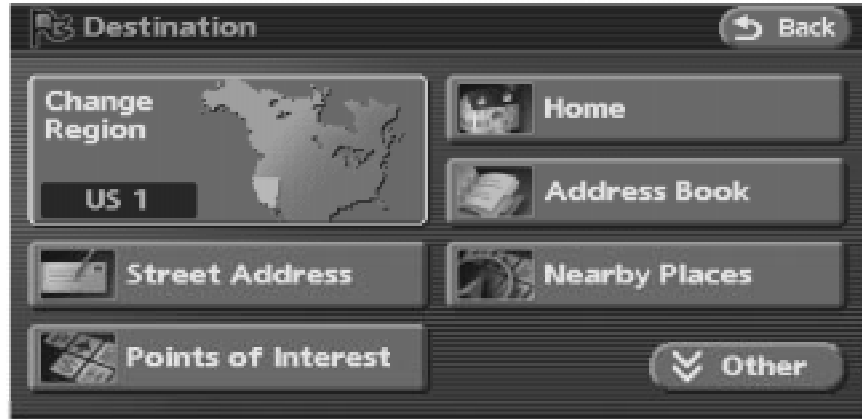 Destination
Back
Change
Region
US 1
Home
Address Book
Street Address
Nearby Places
Points of Interest
Other